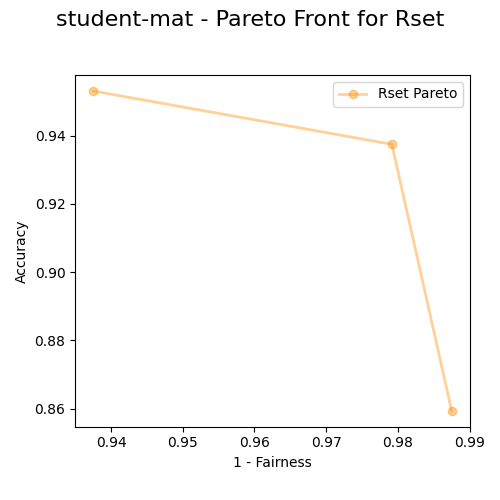 student-mat - Pareto Front for Rset
Rset Pareto
Accuracy
0.94
0.92
0.90
0.88
0.86
0.94 0.95 0.96 0.97 0.98 0.99
1 - Fairness